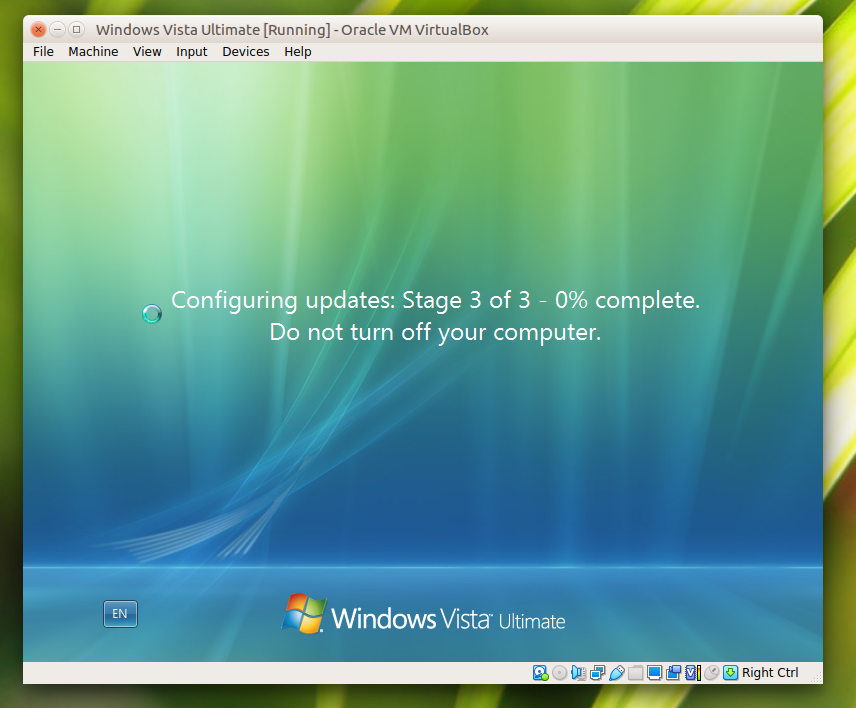 Windows Vista Ultimate [Running] - Oracle VM VirtualBox
File Machine View Input Devices Help
Configuring updates: Stage 3 of 3 - 0% complete.
Do not turn off your computer.
EN
Windows Vista™ Ultimate
Right Ctrl